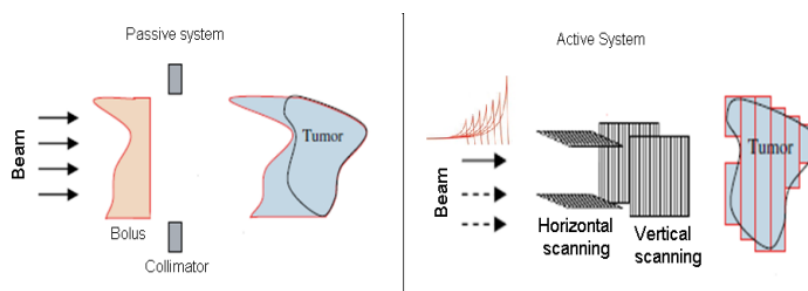 Passive system
Beam
Bolus
Collimator
Tumor
Active System
Beam
Horizontal
scanning
Vertical
scanning
Tumor